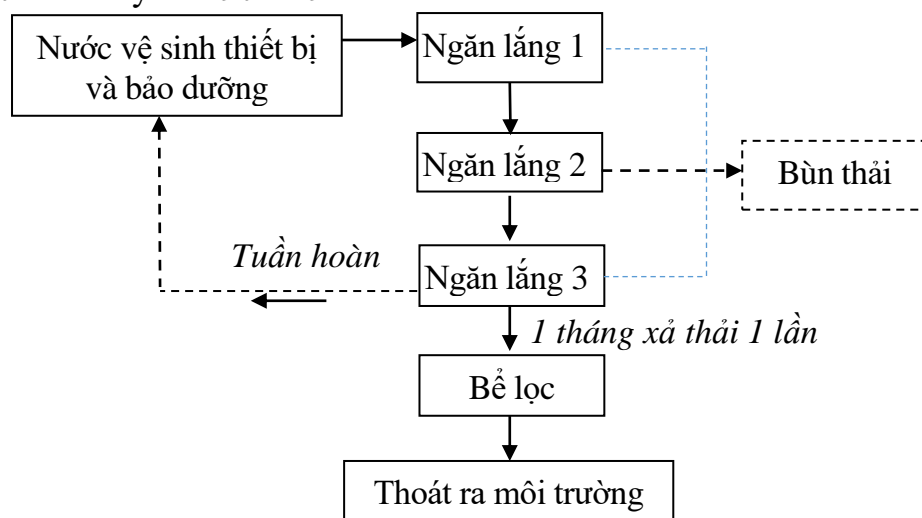 Nước vệ sinh thiết bị
và bảo dưỡng
Ngăn lắng 1
Ngăn lắng 2
Bùn thải
Tuần hoàn
Ngăn lắng 3
1 tháng xả thải 1 lần
Bể lọc
Thoát ra môi trường